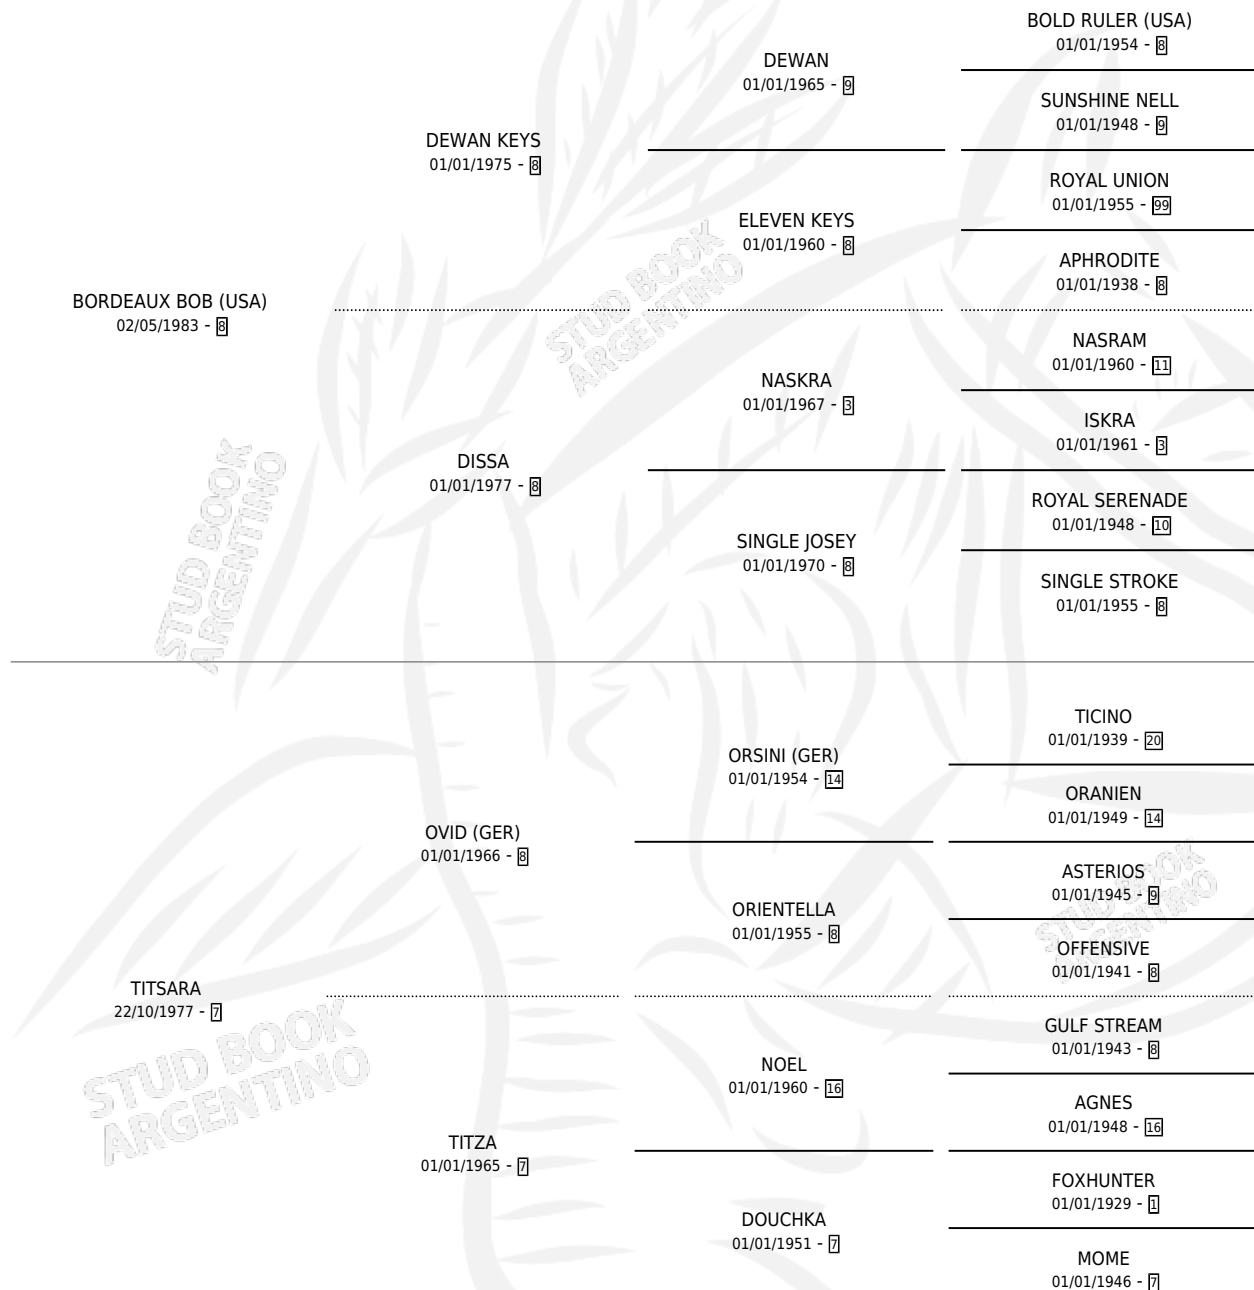 BOLD RULER (USA)
01/01/1954 - 8
DEWAN
01/01/1965 - 9
SUNSHINE NELL
01/01/1948 - 9
DEWAN KEYS
01/01/1975 - 8
ROYAL UNION
01/01/1955 - 99
ELEVEN KEYS
01/01/1960 - 8
APHRODITE
01/01/1938 - 8
BORDEAUX BOB (USA)
02/05/1983 - 8
STUD BOOK
ARGENTINO
NASRAM
01/01/1960 - 11
NASKRA
01/01/1967 - 3
ISKRA
01/01/1961 - 3
DISSA
01/01/1977 - 8
STUD BOOK
ARGENTINO
ROYAL SERENADE
01/01/1948 - 10
SINGLE JOSEY
01/01/1970 - 8
SINGLE STROKE
01/01/1955 - 8
TICINO
01/01/1939 - 20
ORSINI (GER)
01/01/1954 - 14
ORANIEN
01/01/1949 - 14
OVID (GER)
01/01/1966 - 8
ASTERIOS
01/01/1945 - 9
STUD BOOK
ARGENTINO
ORIENTELLA
01/01/1955 - 8
OFFENSIVE
01/01/1941 - 8
TITSARA
22/10/1977 - 7
STUD BOOK
ARGENTINO
GULF STREAM
01/01/1943 - 8
NOEL
01/01/1960 - 16
AGNES
01/01/1948 - 16
TITZA
01/01/1965 - 7
FOXHUNTER
01/01/1929 - 1
DOUCHKA
01/01/1951 - 7
MOME
01/01/1946 - 7